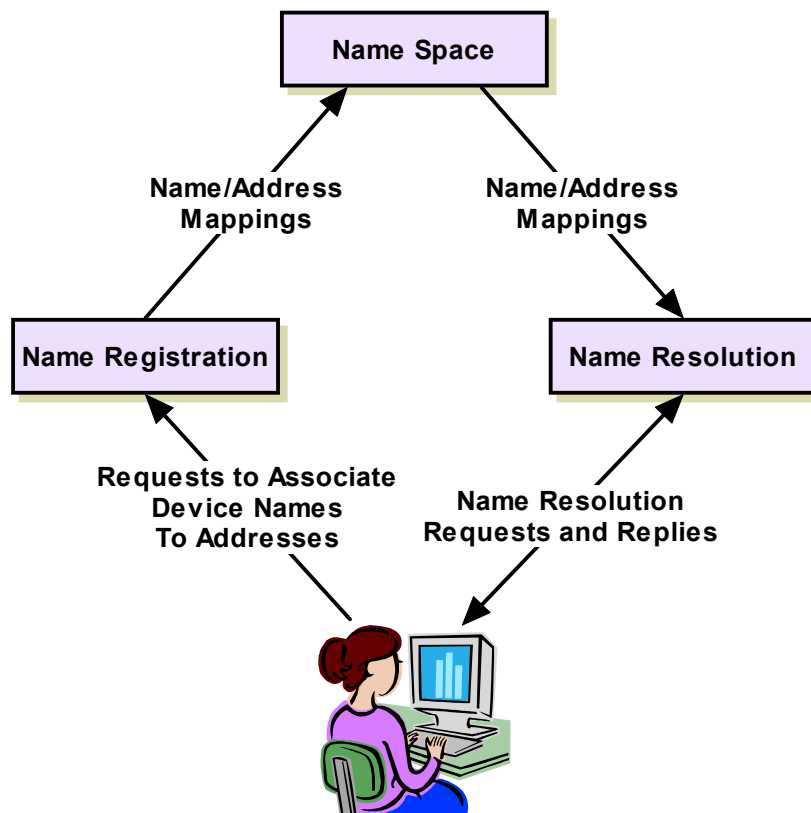 Name Space
Name/Address
Mappings
Name/Address
Mappings
Name Registration
Name Resolution
Requests to Associate
Device Names
To Addresses
Name Resolution
Requests and Replies